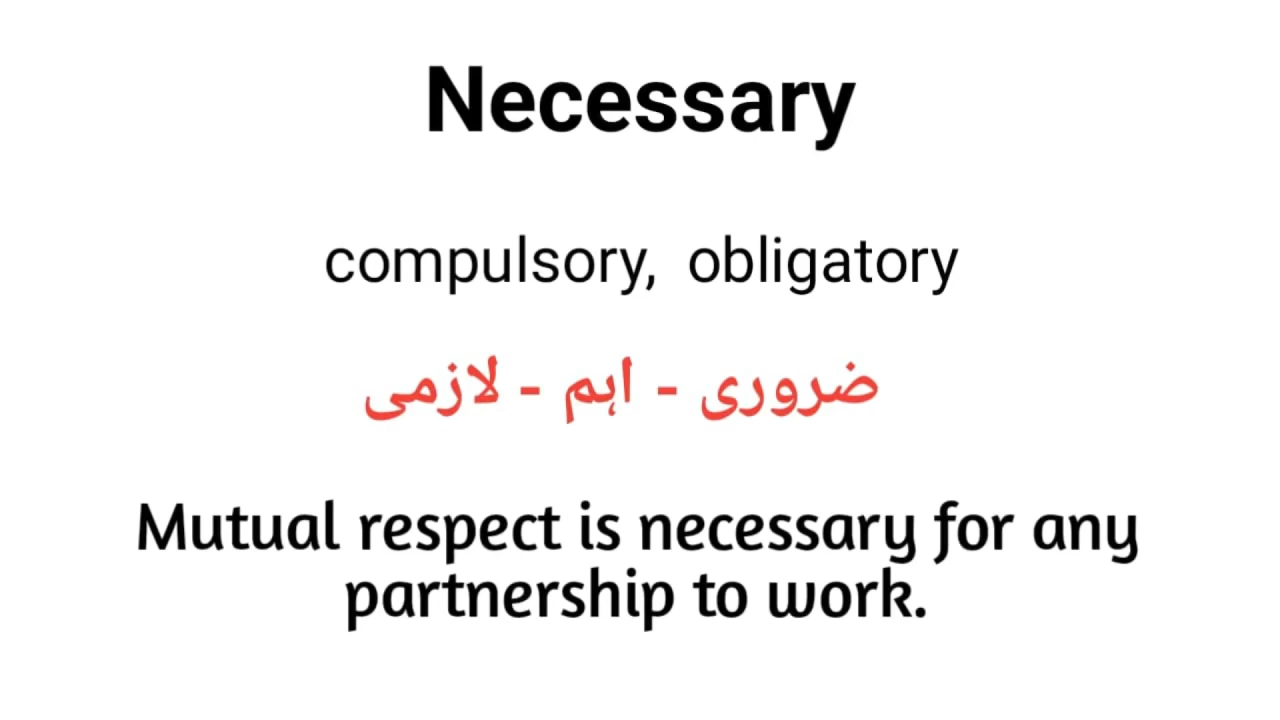 Necessary
compulsory, obligatory
ضروری - اہم - لازمی
Mutual respect is necessary for any
partnership to work.